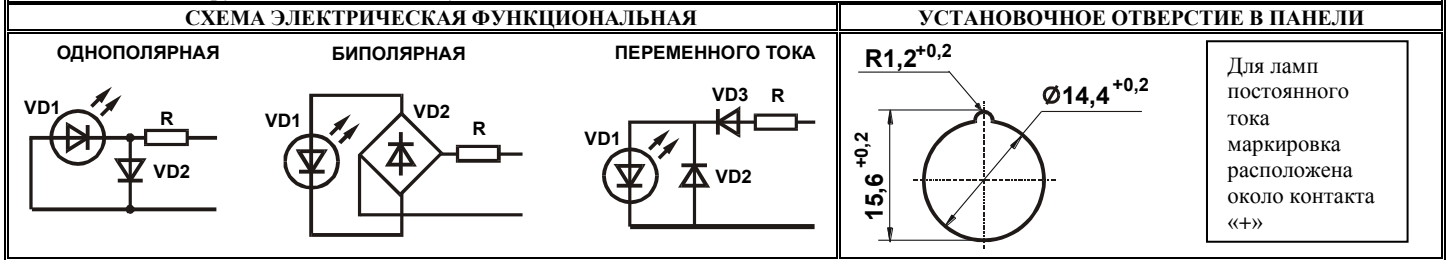 СХЕМА ЭЛЕКТРИЧЕСКАЯ ФУНКЦИОНАЛЬНАЯ
УСТАНОВОЧНОЕ ОТВЕРСТИЕ В ПАНЕЛИ
ОДНОПОЛЯРНАЯ
VD1
R
VD2
БИПОЛЯРНАЯ
VD1
VD2
R
ПЕРЕМЕННОГО ТОКА
VD3
R
VD1
VD2
R1,2+0,2
Ø14,4+0,2
15,6+0,2
Для ламп
постоянного
тока
маркировка
расположена
около контакта
«+»